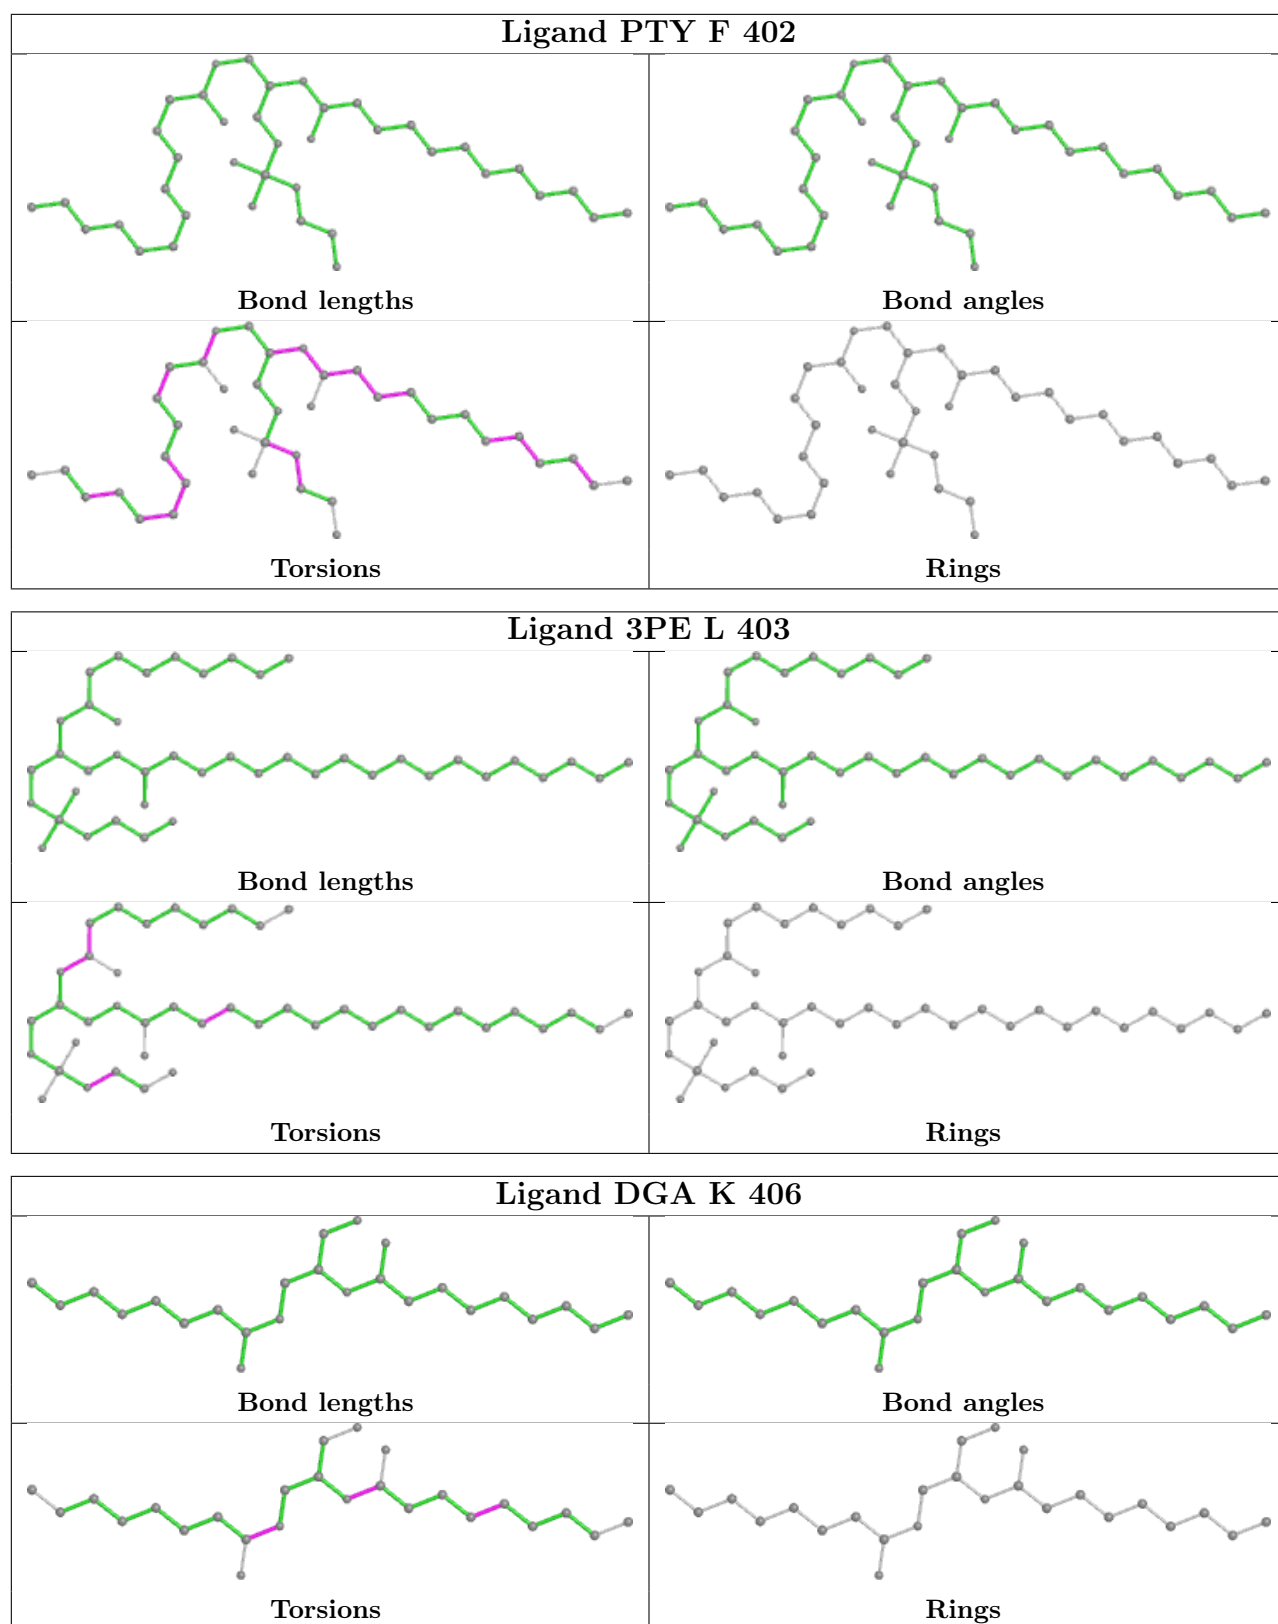 Ligand PTY F 402
Bond lengths
Bond angles
Torsions
Rings
Ligand 3PE L 403
Bond lengths
Bond angles
Torsions
Rings
Ligand DGA K 406
Bond lengths
Bond angles
Torsions
Rings